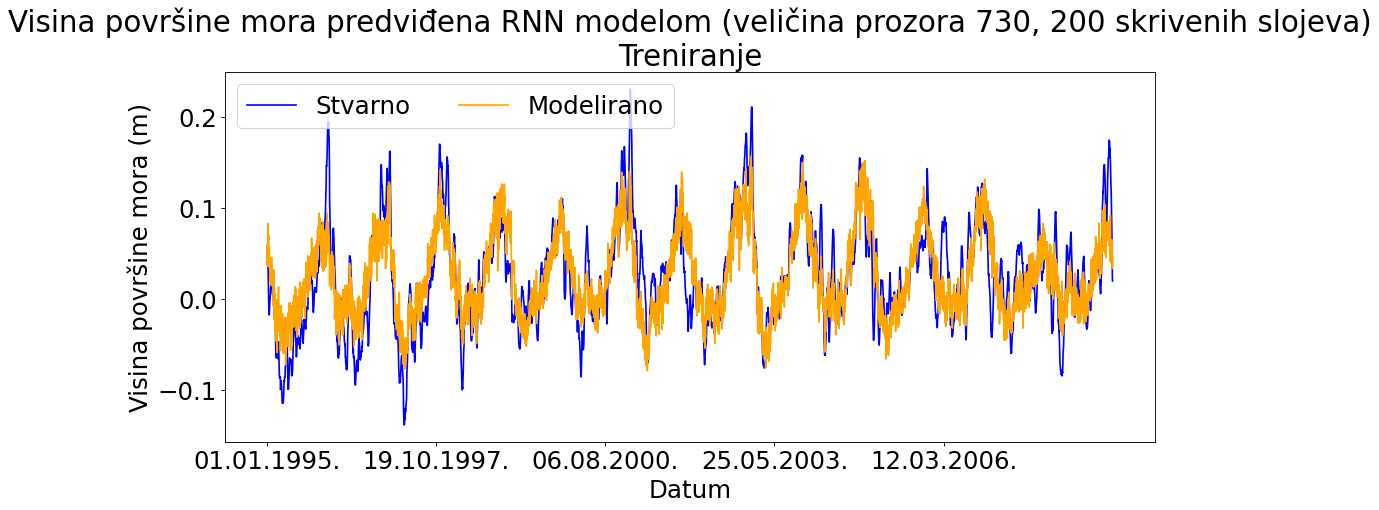 Visina površine mora predviđena RNN modelom (veličina prozora 730, 200 skrivenih slojeva)
Treniranje
Stvarno
Modelirano
Visina površine mora (m)
0.2
0.1
0.0
−0.1
01.01.1995.
19.10.1997.
06.08.2000.
25.05.2003.
12.03.2006.
Datum